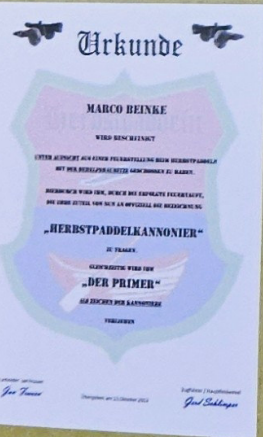 Urkunde
MARCO BEINKE
WIRD BESCHEINIGT
UNTER AUFSICHT AUS EINER FEUERSTELLUNG BEIM HERBSTPADDELN
MIT DER GESCHOSSEN ZU HABEN.
HIERDURCH WIRD IHM, DURCH DIE ERFOLGTE FEUERTAUFE,
DIE EHRE ZUTEIL VON NUN AN OFFIZIELL DIE BEZEICHNUNG
„HERBSTPADDELKANNONIER“
ZU TRAGEN.
GLEICHZEITIG WIRD IHM
„DER PRIMER“
ALS ZEICHEN DER KANNONIERE
VERLIEHEN